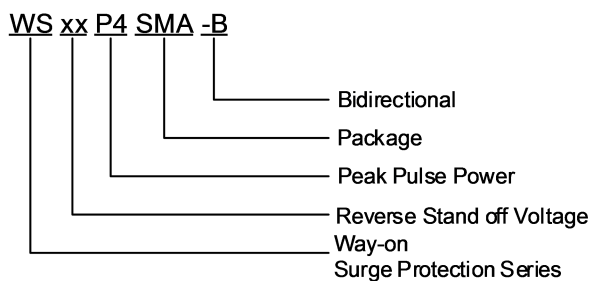 WS xx P4 SMA -B
Bidirectional
Package
Peak Pulse Power
Reverse Stand off Voltage
Way-on
Surge Protection Series